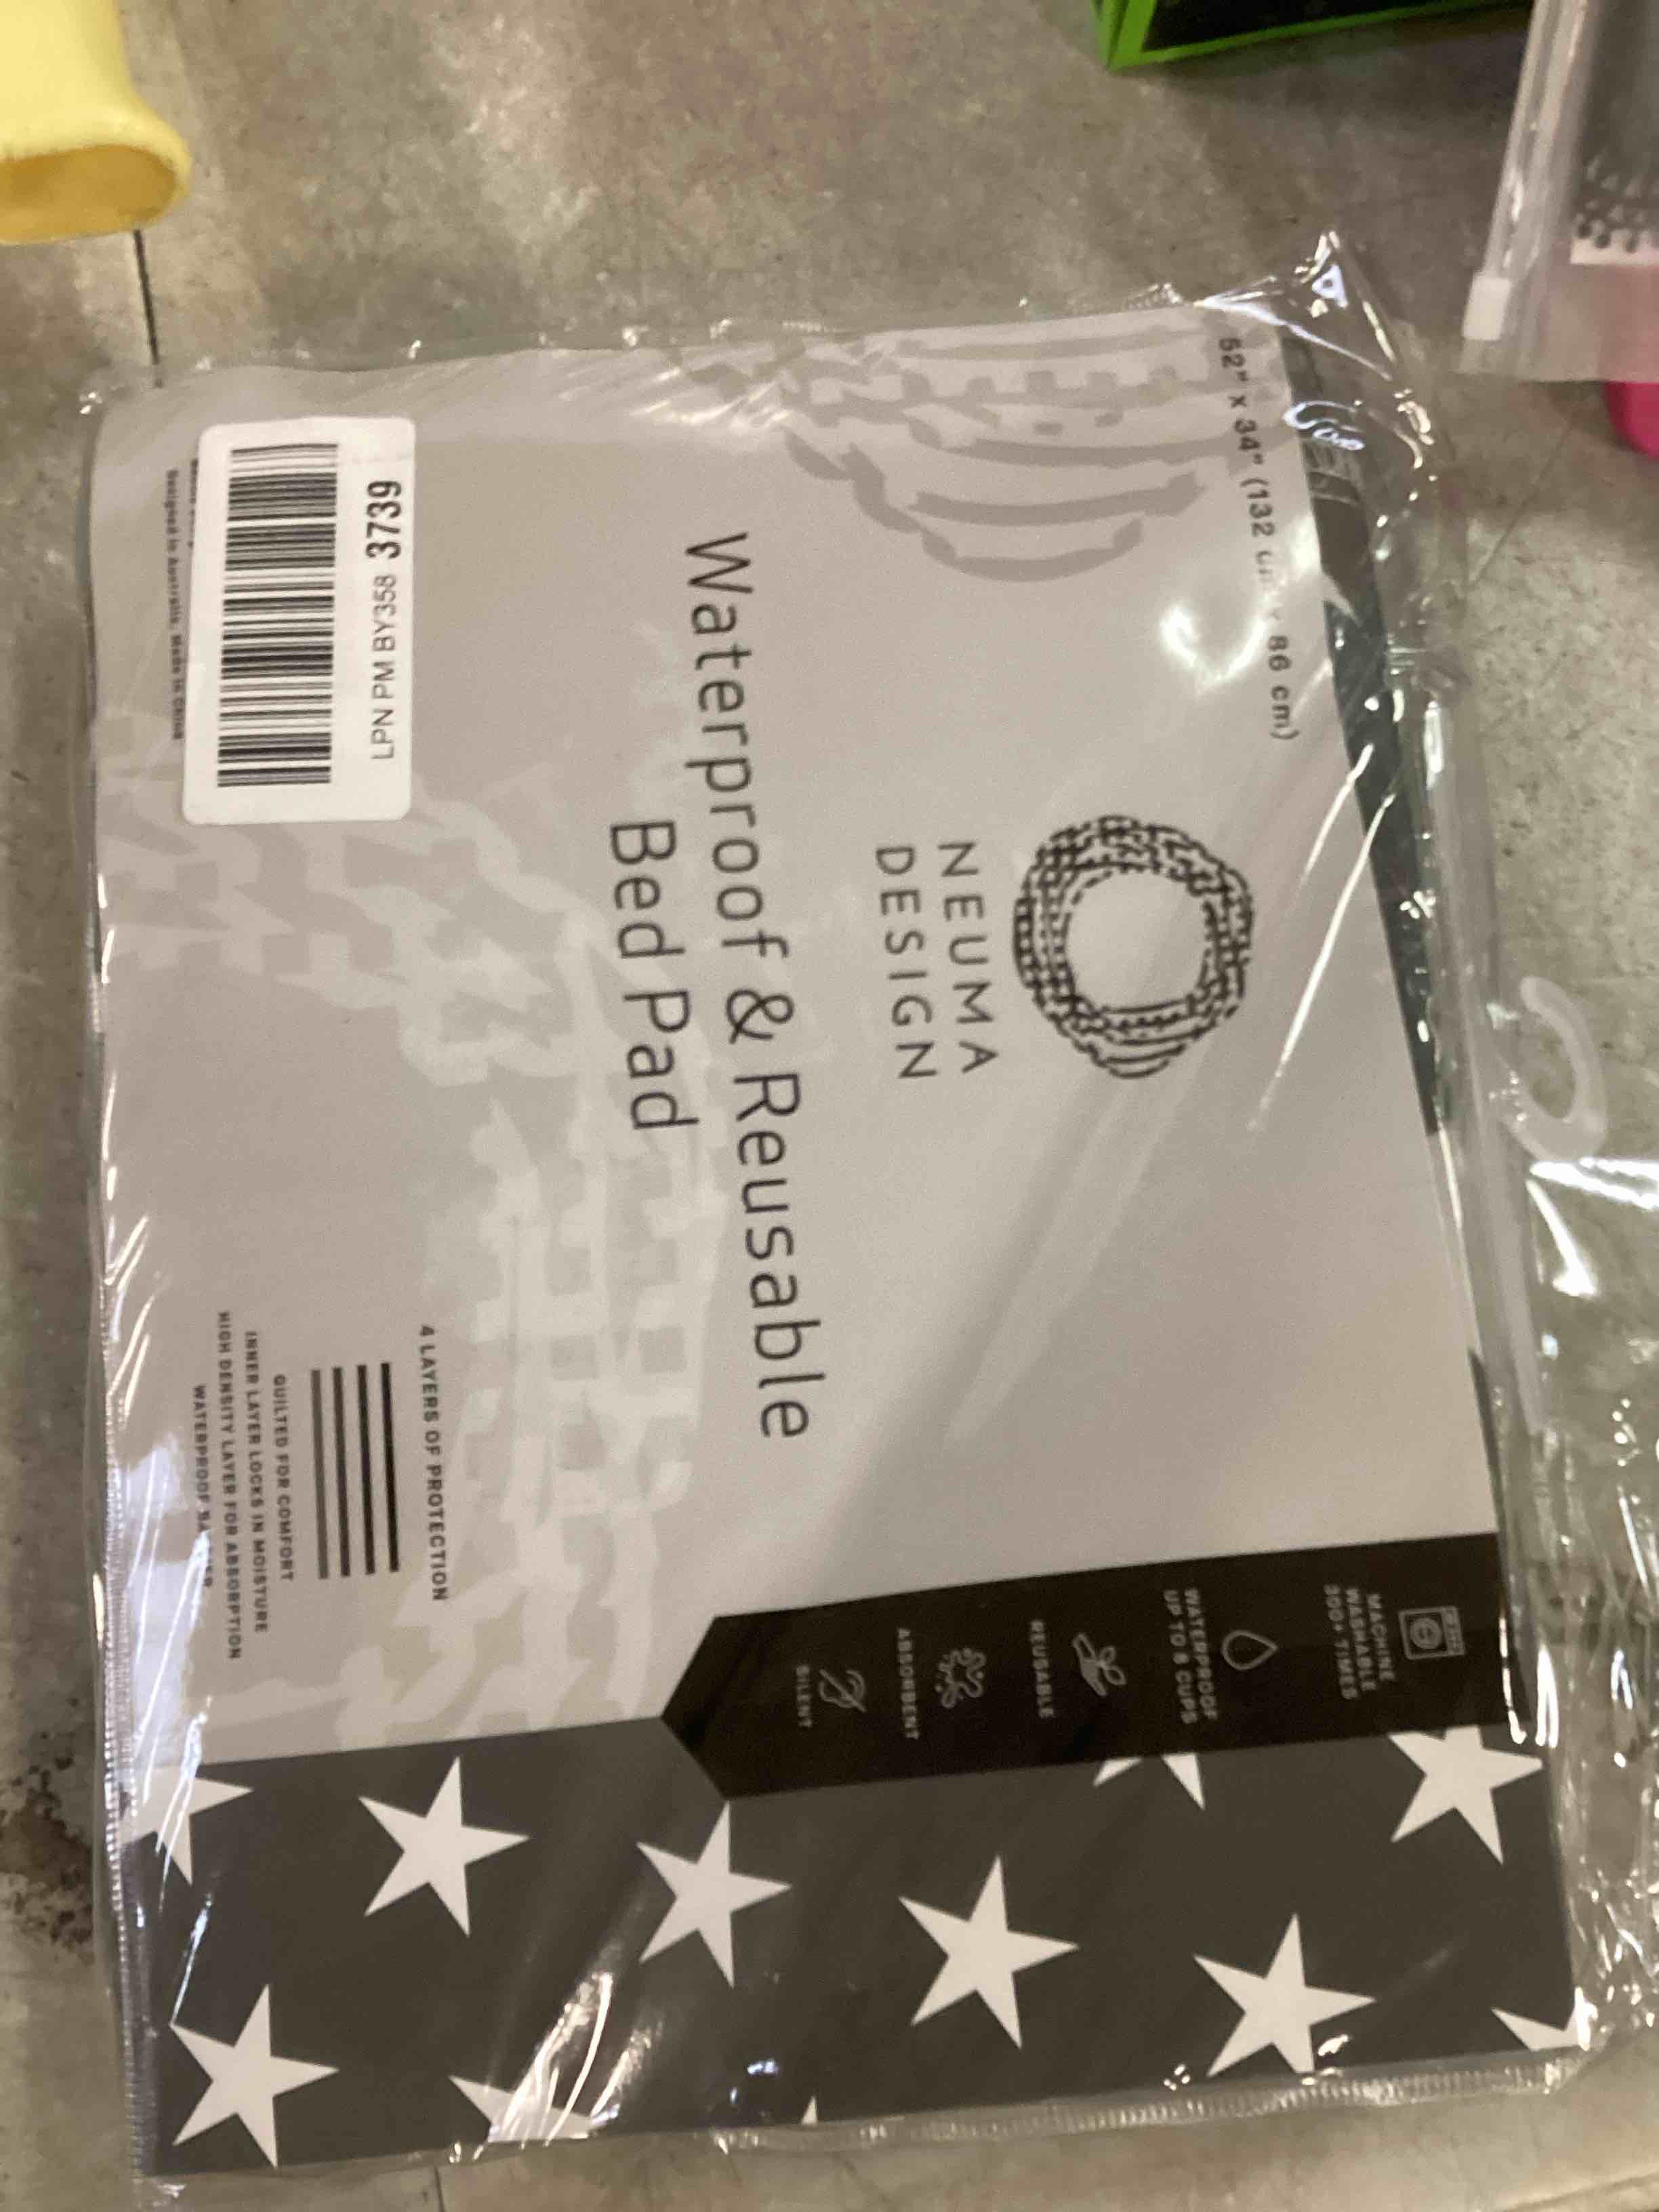 52" x 34" (132 cm x 86 cm)
NEUMA
DESIGN
Waterproof & Reusable
Bed Pad
MACHINE
WASHABLE
300+ TIMES
WATERPROOF
UP TO 8 CUPS
REUSABLE
ABSORBENT
SILENT
4 LAYERS OF PROTECTION
QUILTED FOR COMFORT
INNER LAYER LOCKS IN MOISTURE
HIGH DENSITY LAYER FOR ABSORPTION
WATERPROOF
LPN PM BY358 3739
Designed in Australia. Made in China